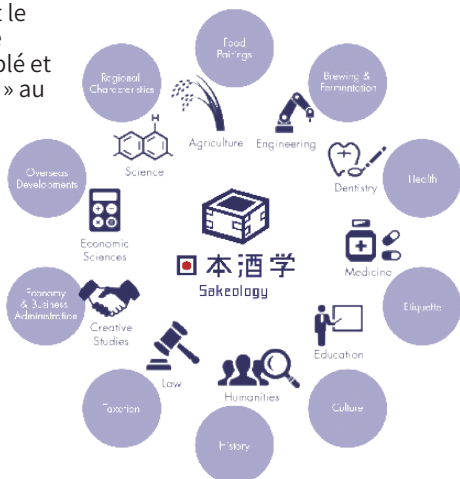 t le
e
olé et
» au
Food
Pairings
Regional
Characteristics
Brewing &
Fermentation
H
Agriculture
Engineering
Science
Dentistry
Overseas
Developments
Health
Economic
Sciences
Medicine
日本酒学
Sakeology
Economy
& Business
Administration
Etiquette
Creative
Studies
Education
Law
Humanities
Taxation
Culture
History